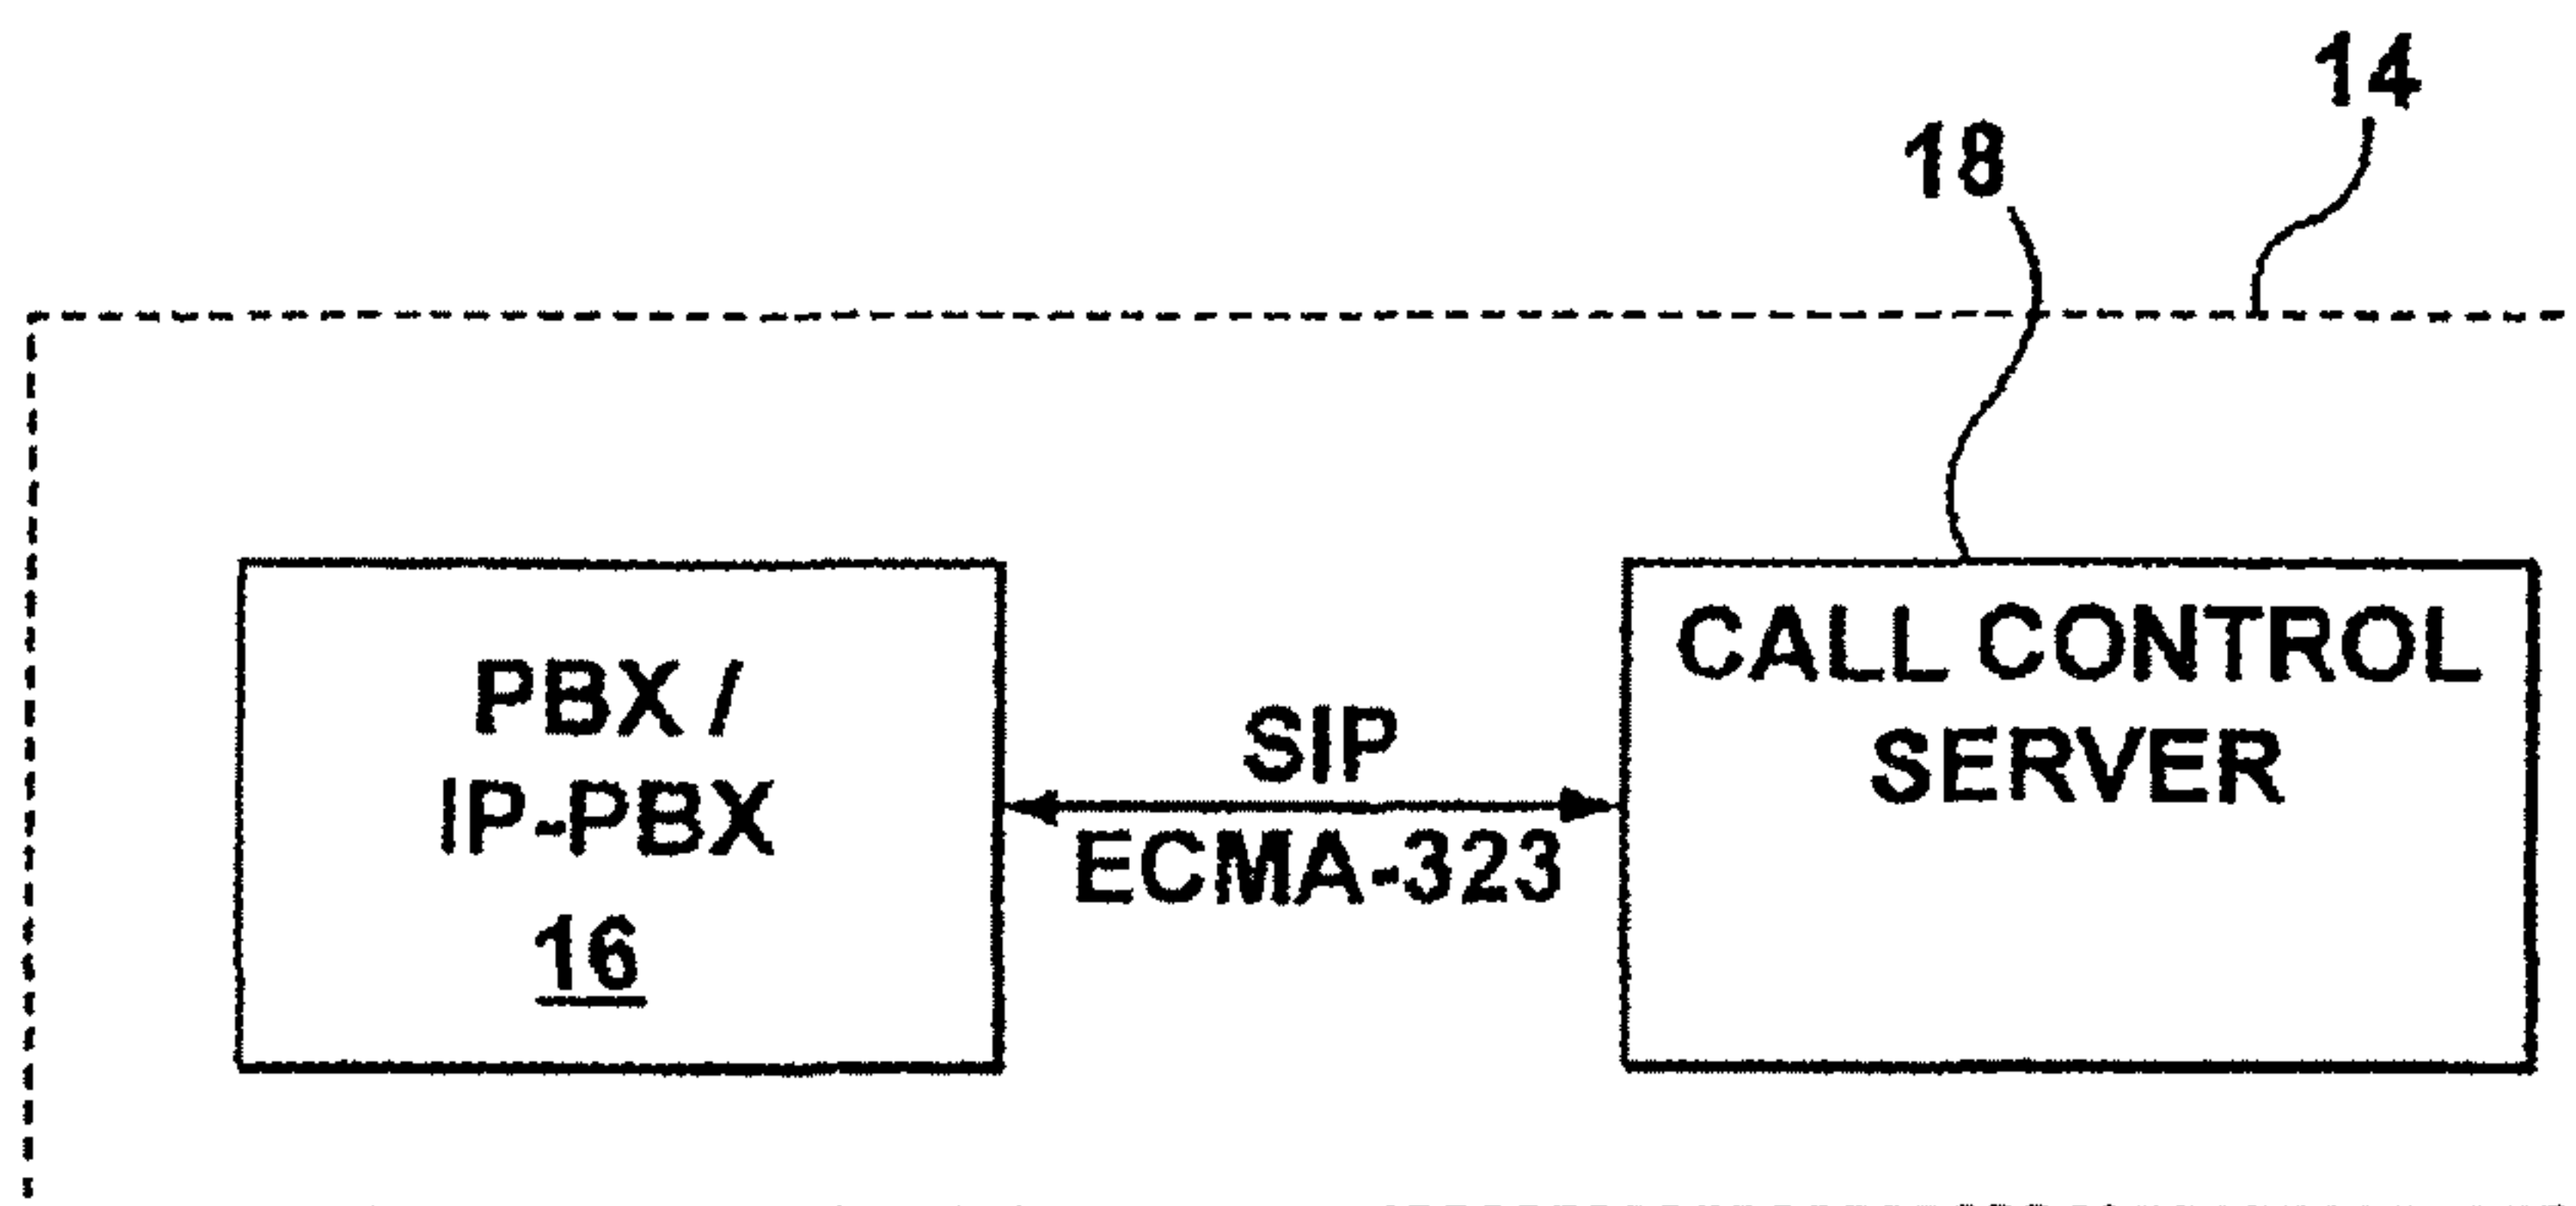 14
18
PBX /
IP-PBX
16
SIP
ECMA-323
CALL CONTROL
SERVER